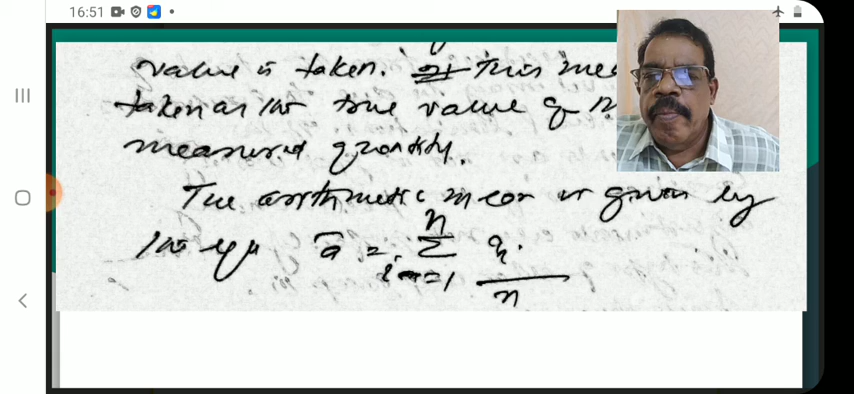 16:51
value is taken. This mea
taken as the true value of
measured quantity.
The arithmetic mean is given by
the eqn ā = Σ aᵢ
n
i = 1
n